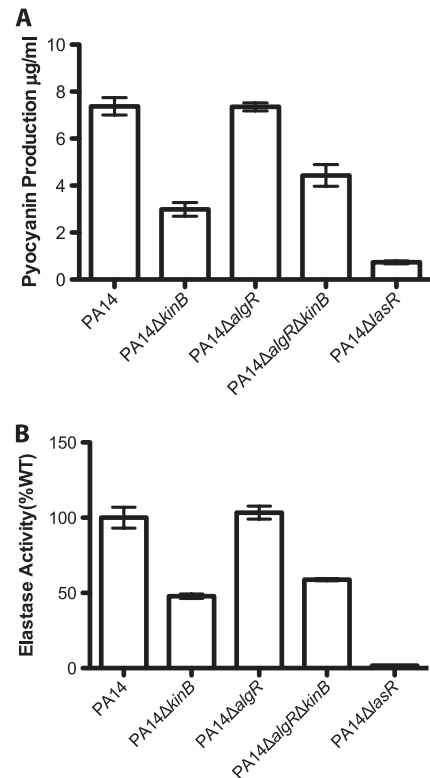 A
Pyocyanin Production µg/ml
10
8
6
4
2
0
PA14
PA14ΔkinB
PA14ΔalgR
PA14ΔalgRΔkinB
PA14ΔlasR
B
Elastase Activity(%WT)
150
100
50
0
PA14
PA14ΔkinB
PA14ΔalgR
PA14ΔalgRΔkinB
PA14ΔlasR